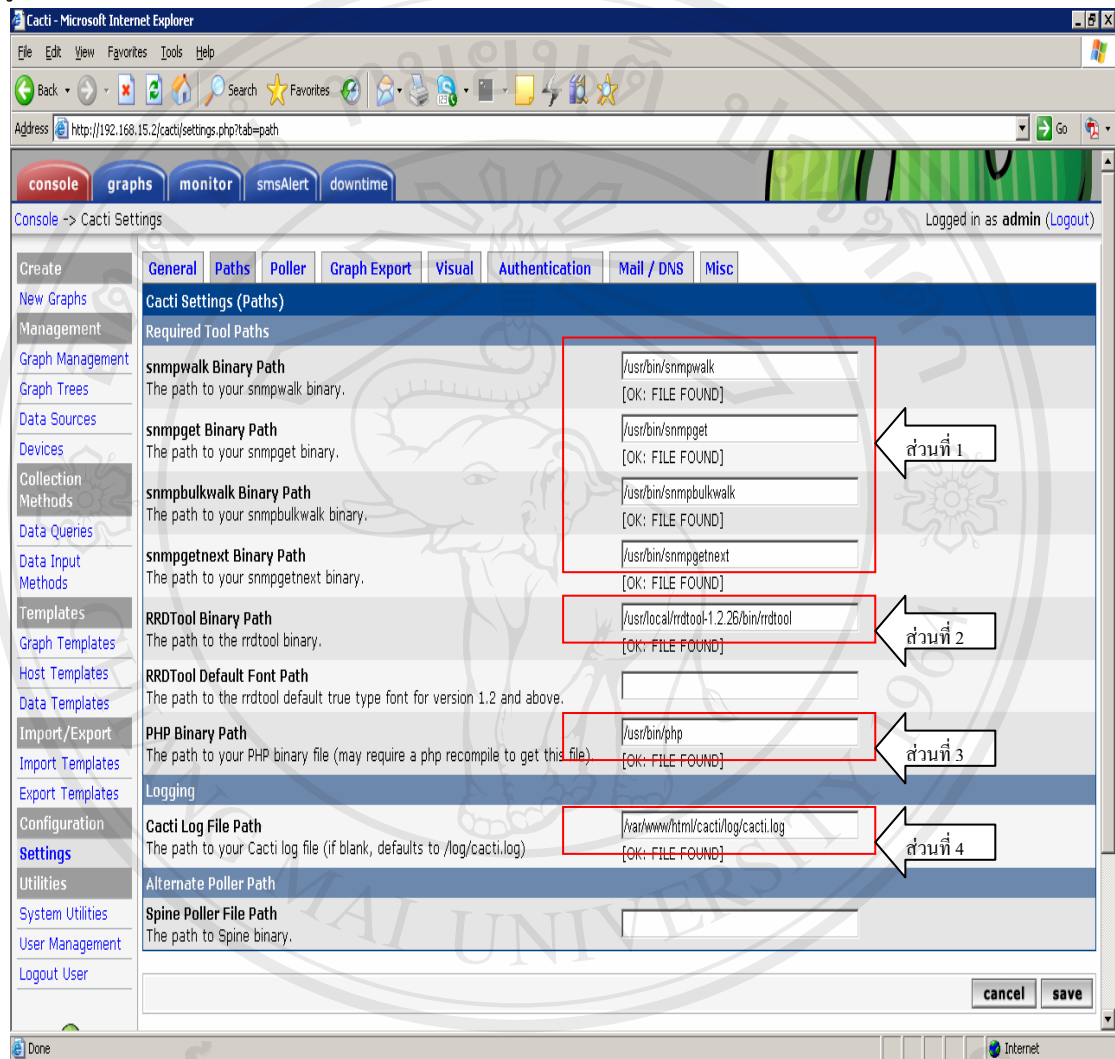 Cacti - Microsoft Internet Explorer
File Edit View Favorites Tools Help
Back Search Favorites
Address http://192.168.15.2/cacti/settings.php?tab=path Go
console graphs monitor smsAlert downtime
Console -> Cacti Settings Logged in as admin (Logout)
Create
New Graphs
Management
Graph Management
Graph Trees
Data Sources
Devices
Collection
Methods
Data Queries
Data Input
Methods
Templates
Graph Templates
Host Templates
Data Templates
Import/Export
Import Templates
Export Templates
Configuration
Settings
Utilities
System Utilities
User Management
Logout User
General Paths Poller Graph Export Visual Authentication Mail / DNS Misc
Cacti Settings (Paths)
Required Tool Paths
snmpwalk Binary Path
The path to your snmpwalk binary.
/usr/bin/snmpwalk
[OK: FILE FOUND]
snmpget Binary Path
The path to your snmpget binary.
/usr/bin/snmpget
[OK: FILE FOUND]
ส่วนที่ 1
snmpbulkwalk Binary Path
The path to your snmpbulkwalk binary.
/usr/bin/snmpbulkwalk
[OK: FILE FOUND]
snmpgetnext Binary Path
The path to your snmpgetnext binary.
/usr/bin/snmpgetnext
[OK: FILE FOUND]
RRDTool Binary Path
The path to the rrdtool binary.
/usr/local/rrdtool-1.2.26/bin/rrdtool
[OK: FILE FOUND]
ส่วนที่ 2
RRDTool Default Font Path
The path to the rrdtool default true type font for version 1.2 and above.
PHP Binary Path
The path to your PHP binary file (may require a php recompile to get this file).
/usr/bin/php
[OK: FILE FOUND]
ส่วนที่ 3
Logging
Cacti Log File Path
The path to your Cacti log file (if blank, defaults to /log/cacti.log)
/var/www/html/cacti/log/cacti.log
[OK: FILE FOUND]
ส่วนที่ 4
Alternate Poller Path
Spine Poller File Path
The path to Spine binary.
cancel save
Done Internet
MAI UNIVERSITY 1964